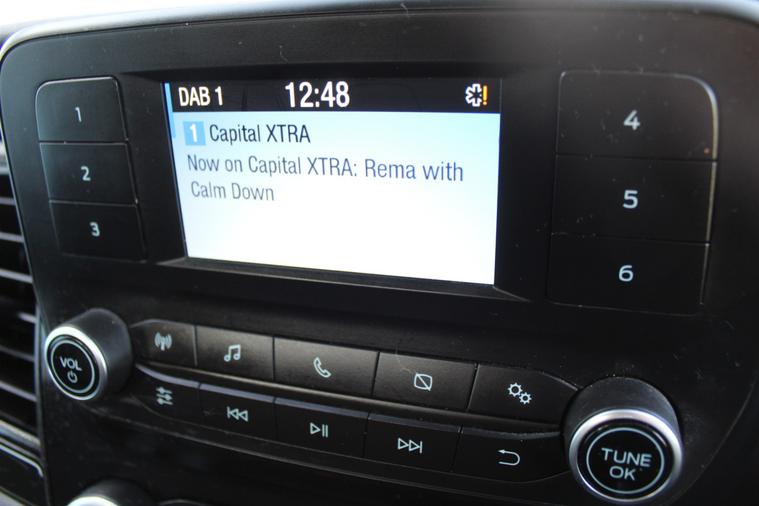 DAB 1 12:48
1 Capital XTRA
Now on Capital XTRA: Rema with
Calm Down
1
2
3
4
5
6
VOL
TUNE
OK